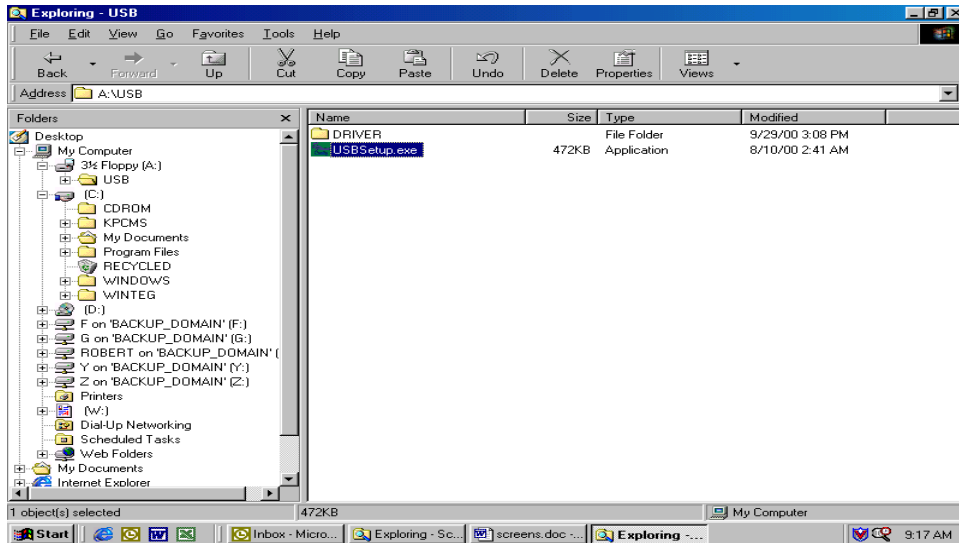 Exploring - USB
File Edit View Go Favorites Tools Help
Back Forward Up Cut Copy Paste Undo Delete Properties Views
Address A:\USB
Folders
Name Size Type Modified
Desktop
My Computer
3½ Floppy (A:)
USB
(C:)
CDROM
KPCMS
My Documents
Program Files
RECYCLED
WINDOWS
WINTEG
(D:)
F on 'BACKUP_DOMAIN' (F:)
G on 'BACKUP_DOMAIN' (G:)
ROBERT on 'BACKUP_DOMAIN' (
Y on 'BACKUP_DOMAIN' (Y:)
Z on 'BACKUP_DOMAIN' (Z:)
Printers
(W:)
Dial-Up Networking
Scheduled Tasks
Web Folders
My Documents
Internet Explorer
DRIVER File Folder 9/29/00 3:08 PM
USBSetup.exe 472KB Application 8/10/00 2:41 AM
1 object(s) selected 472KB My Computer
Start Inbox - Micro... Exploring - Sc... screens.doc -... Exploring -... 9:17 AM